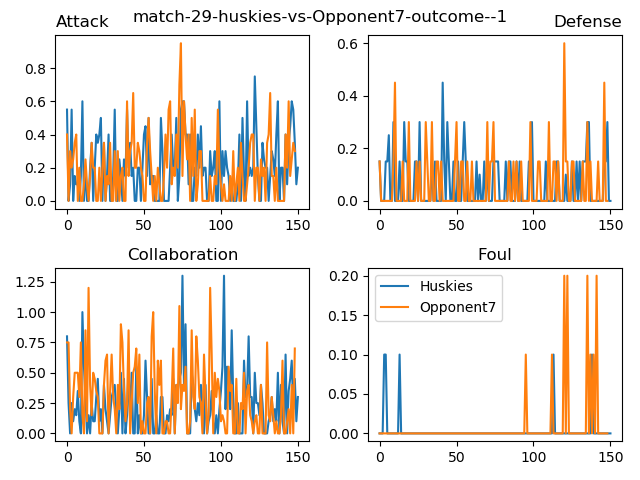 match-29-huskies-vs-Opponent7-outcome--1
Attack
Defense
0.8
0.6
0.4
0.2
0.0
0 50 100 150
0.6
0.4
0.2
0.0
0 50 100 150
Collaboration
Foul
1.25
1.00
0.75
0.50
0.25
0.00
0 50 100 150
0.20
0.15
0.10
0.05
0.00
0 50 100 150
Huskies
Opponent7